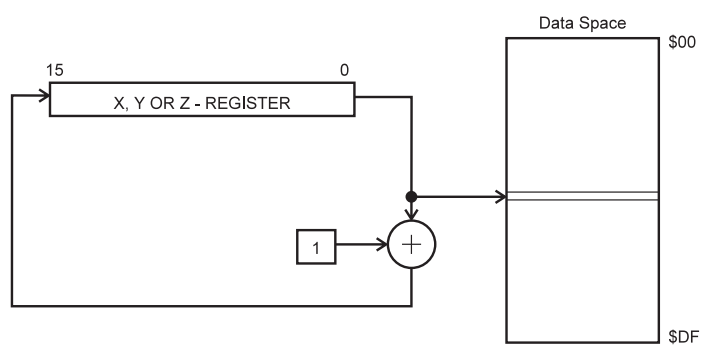 Data Space
$00
15 0
X, Y OR Z - REGISTER
1
+
$DF